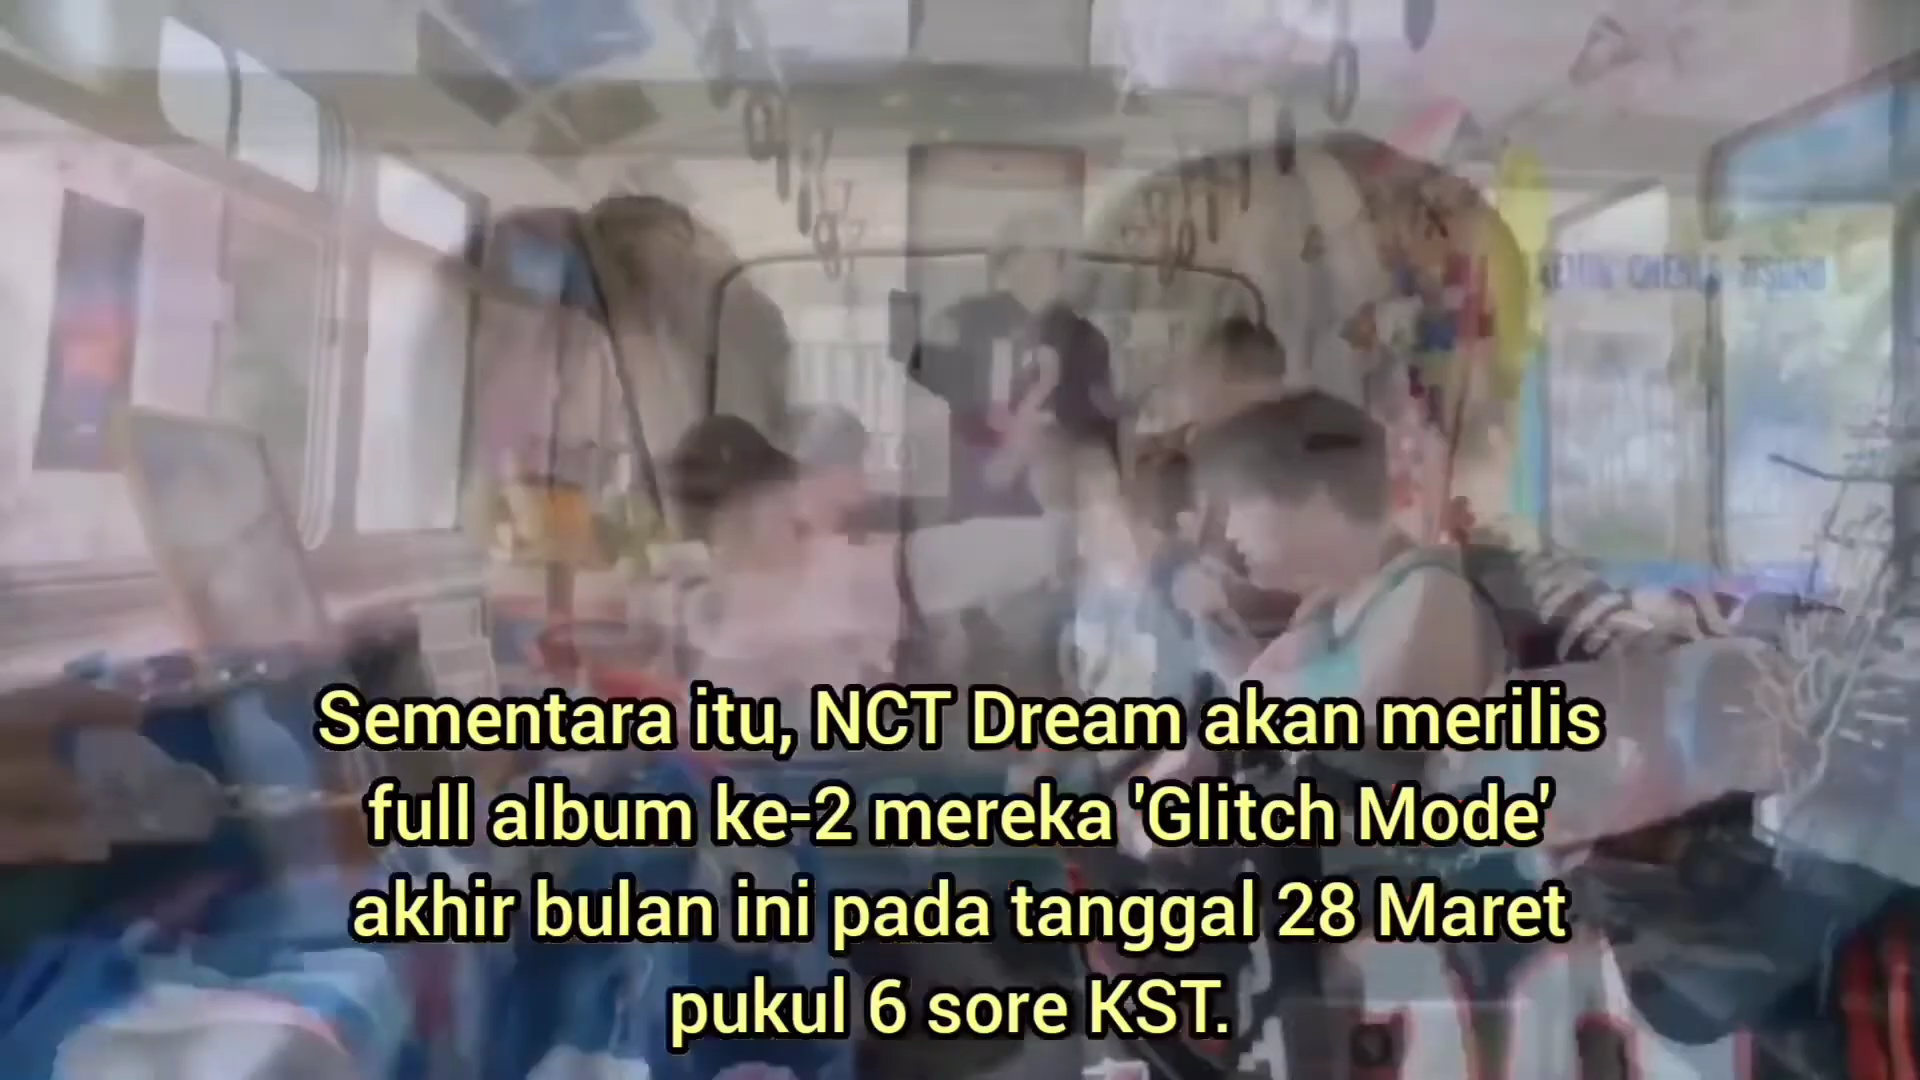 Sementara itu, NCT Dream akan merilis
full album ke-2 mereka 'Glitch Mode'
akhir bulan ini pada tanggal 28 Maret
pukul 6 sore KST.